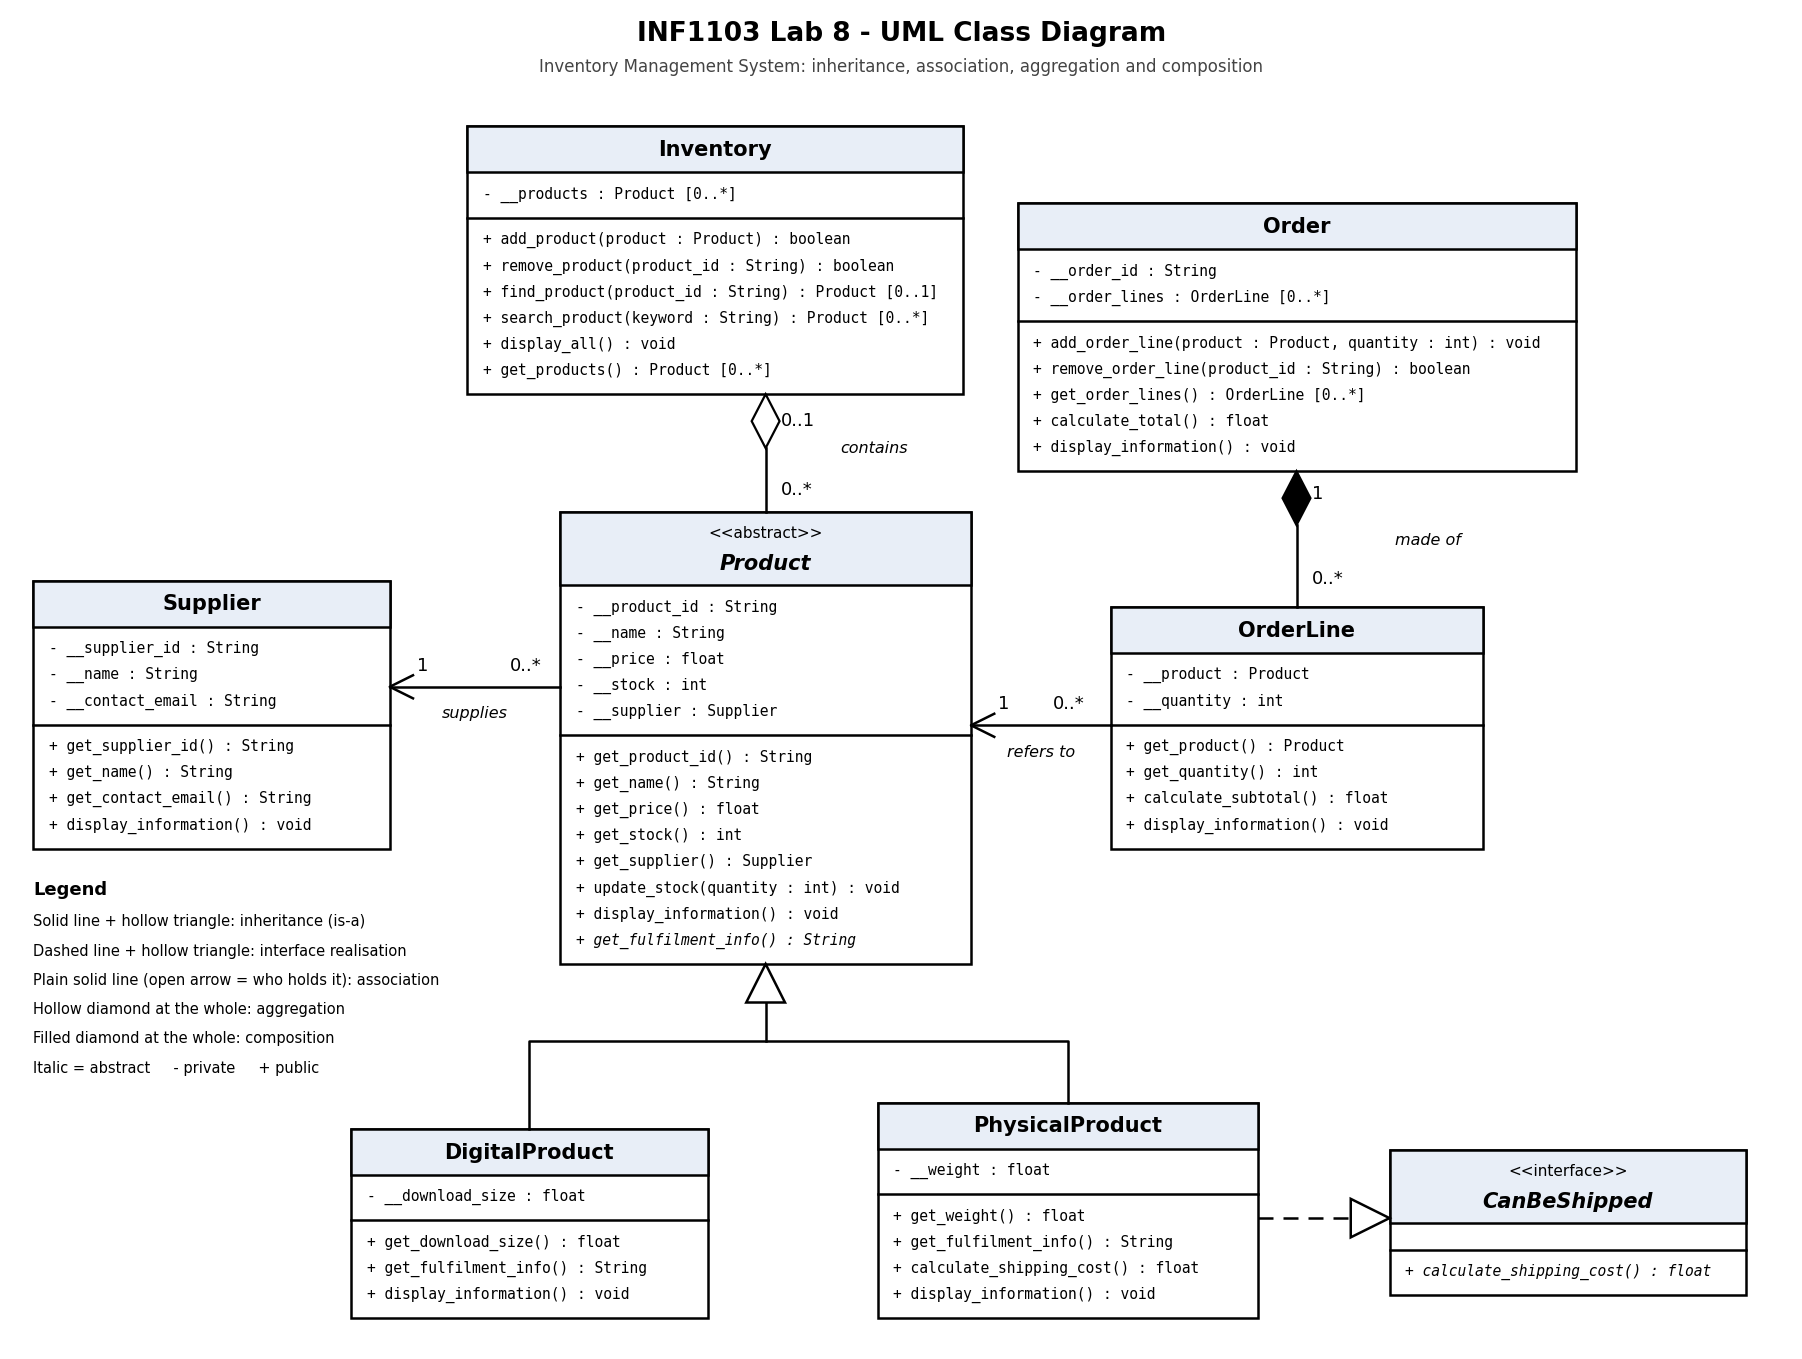 INF1103 Lab 8 - UML Class Diagram
Inventory Management System: inheritance, association, aggregation and composition
Inventory
- __products : Product [0..*]
+ add_product(product : Product) : boolean
+ remove_product(product_id : String) : boolean
+ find_product(product_id : String) : Product [0..1]
+ search_product(keyword : String) : Product [0..*]
+ display_all() : void
+ get_products() : Product [0..*]
Order
- __order_id : String
- __order_lines : OrderLine [0..*]
+ add_order_line(product : Product, quantity : int) : void
+ remove_order_line(product_id : String) : boolean
+ get_order_lines() : OrderLine [0..*]
+ calculate_total() : float
+ display_information() : void
0..1
contains
0..*
1
made of
0..*
<<abstract>>
Product
- __product_id : String
- __name : String
- __price : float
- __stock : int
- __supplier : Supplier
+ get_product_id() : String
+ get_name() : String
+ get_price() : float
+ get_stock() : int
+ get_supplier() : Supplier
+ update_stock(quantity : int) : void
+ display_information() : void
+ get_fulfilment_info() : String
Supplier
- __supplier_id : String
- __name : String
- __contact_email : String
+ get_supplier_id() : String
+ get_name() : String
+ get_contact_email() : String
+ display_information() : void
1
0..*
supplies
1
0..*
refers to
OrderLine
- __product : Product
- __quantity : int
+ get_product() : Product
+ get_quantity() : int
+ calculate_subtotal() : float
+ display_information() : void
Legend
Solid line + hollow triangle: inheritance (is-a)
Dashed line + hollow triangle: interface realisation
Plain solid line (open arrow = who holds it): association
Hollow diamond at the whole: aggregation
Filled diamond at the whole: composition
Italic = abstract - private + public
DigitalProduct
- __download_size : float
+ get_download_size() : float
+ get_fulfilment_info() : String
+ display_information() : void
PhysicalProduct
- __weight : float
+ get_weight() : float
+ get_fulfilment_info() : String
+ calculate_shipping_cost() : float
+ display_information() : void
<<interface>>
CanBeShipped
+ calculate_shipping_cost() : float